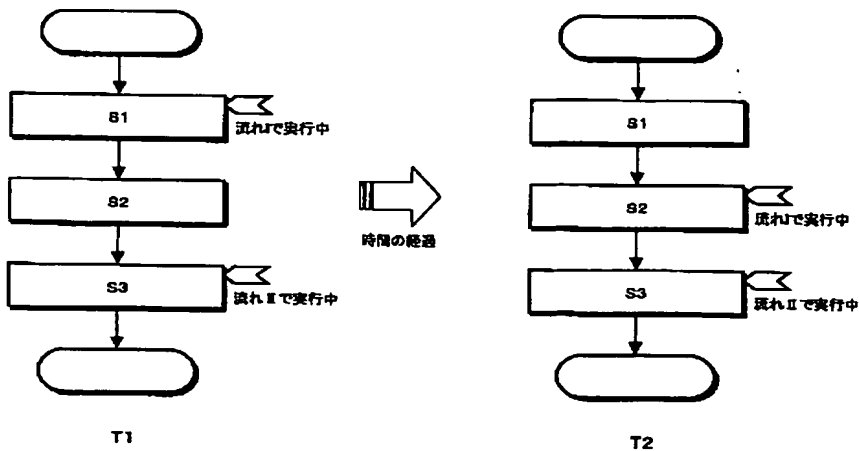 S1
流れIで実行中
S2
S3
流れⅡで実行中
T1
時間の経過
S1
S2
流れIで実行中
S3
流れⅡで実行中
T2